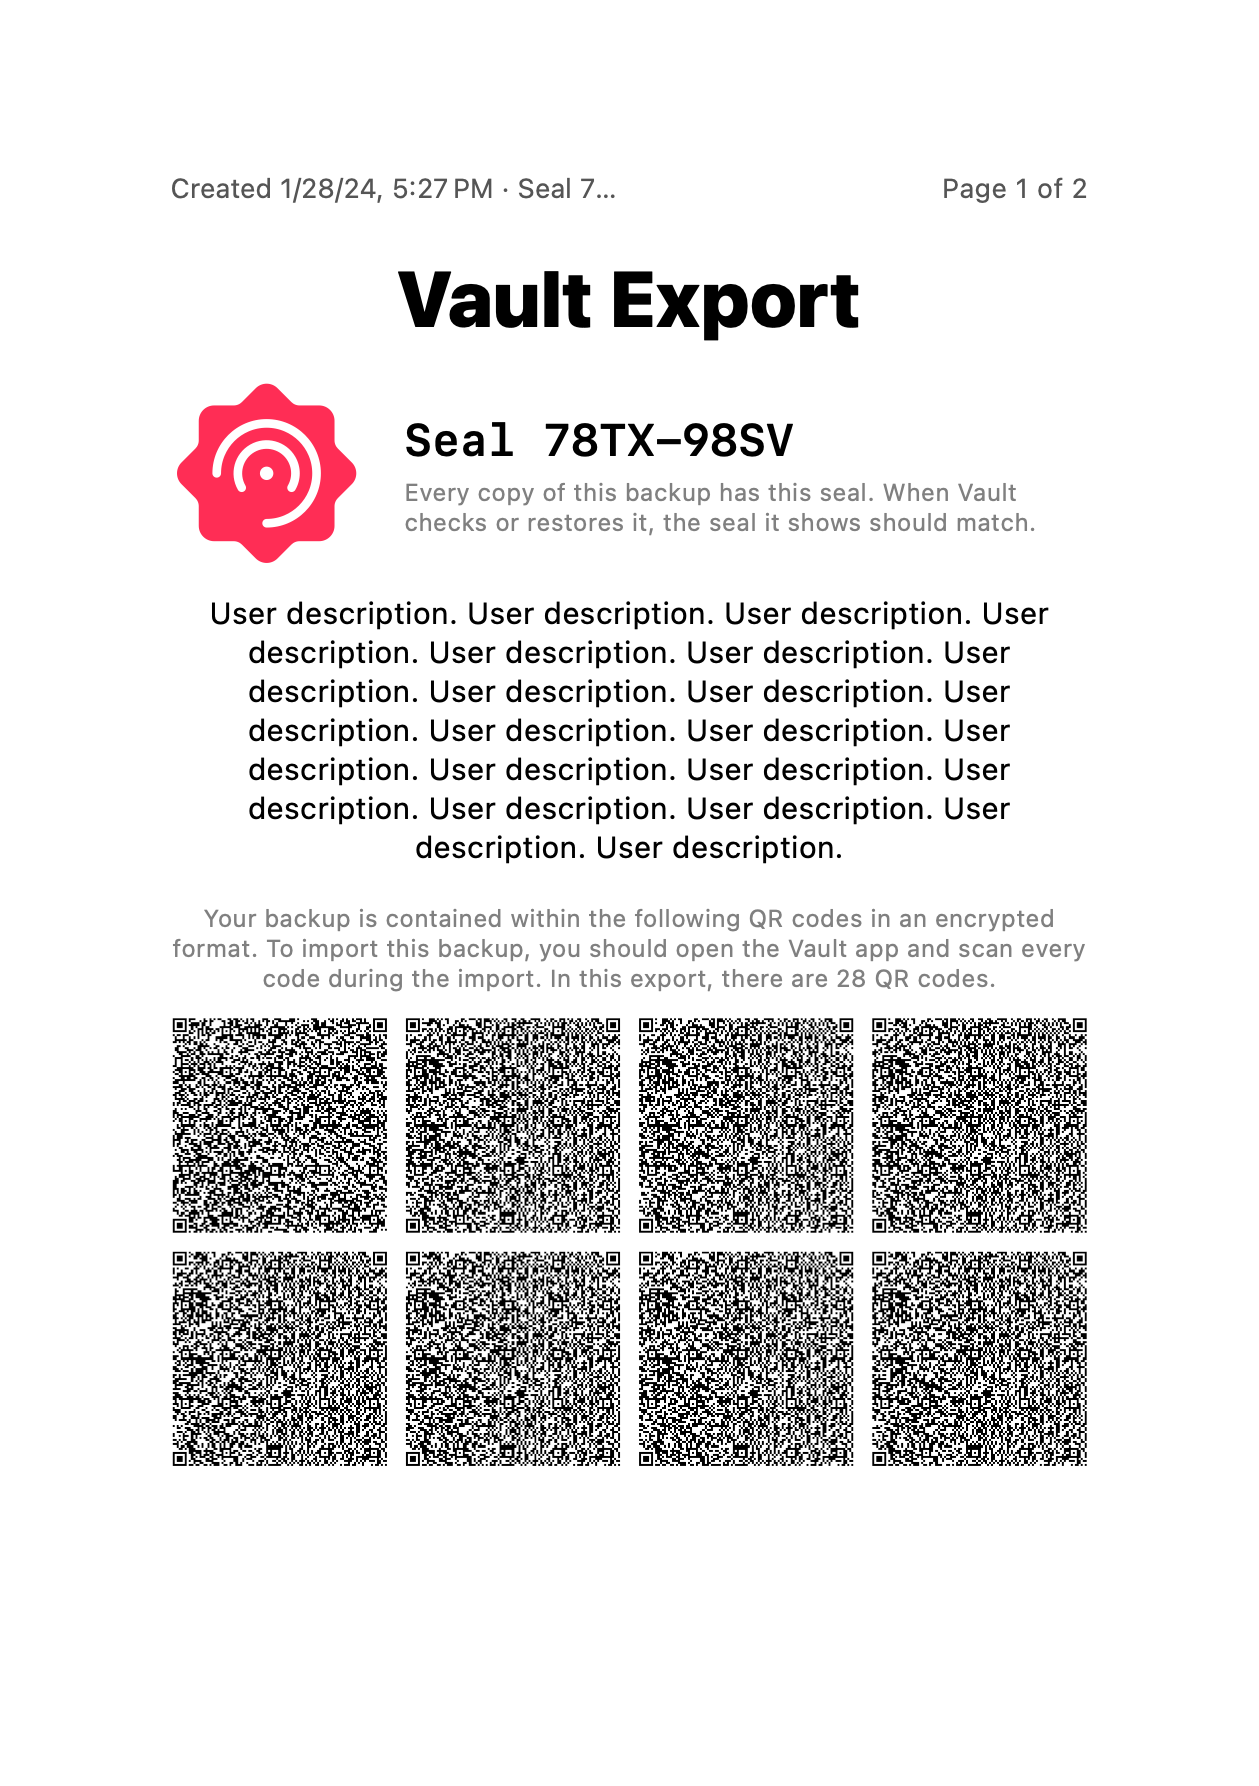 Created 1/28/24, 5:27 PM · Seal 7...
Page 1 of 2
Vault Export
Seal 78TX–98SV
Every copy of this backup has this seal. When Vault
checks or restores it, the seal it shows should match.
User description. User description. User description. User
description. User description. User description. User
description. User description. User description. User
description. User description. User description. User
description. User description. User description. User
description. User description. User description. User
description. User description.
Your backup is contained within the following QR codes in an encrypted
format. To import this backup, you should open the Vault app and scan every
code during the import. In this export, there are 28 QR codes.